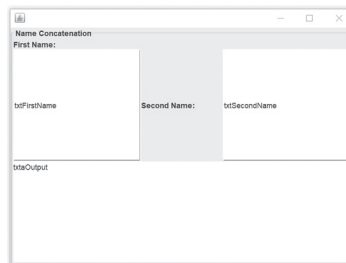 Name Concatenation
First Name:
txtFirstName Second Name: txtSecondName
txtaOutput